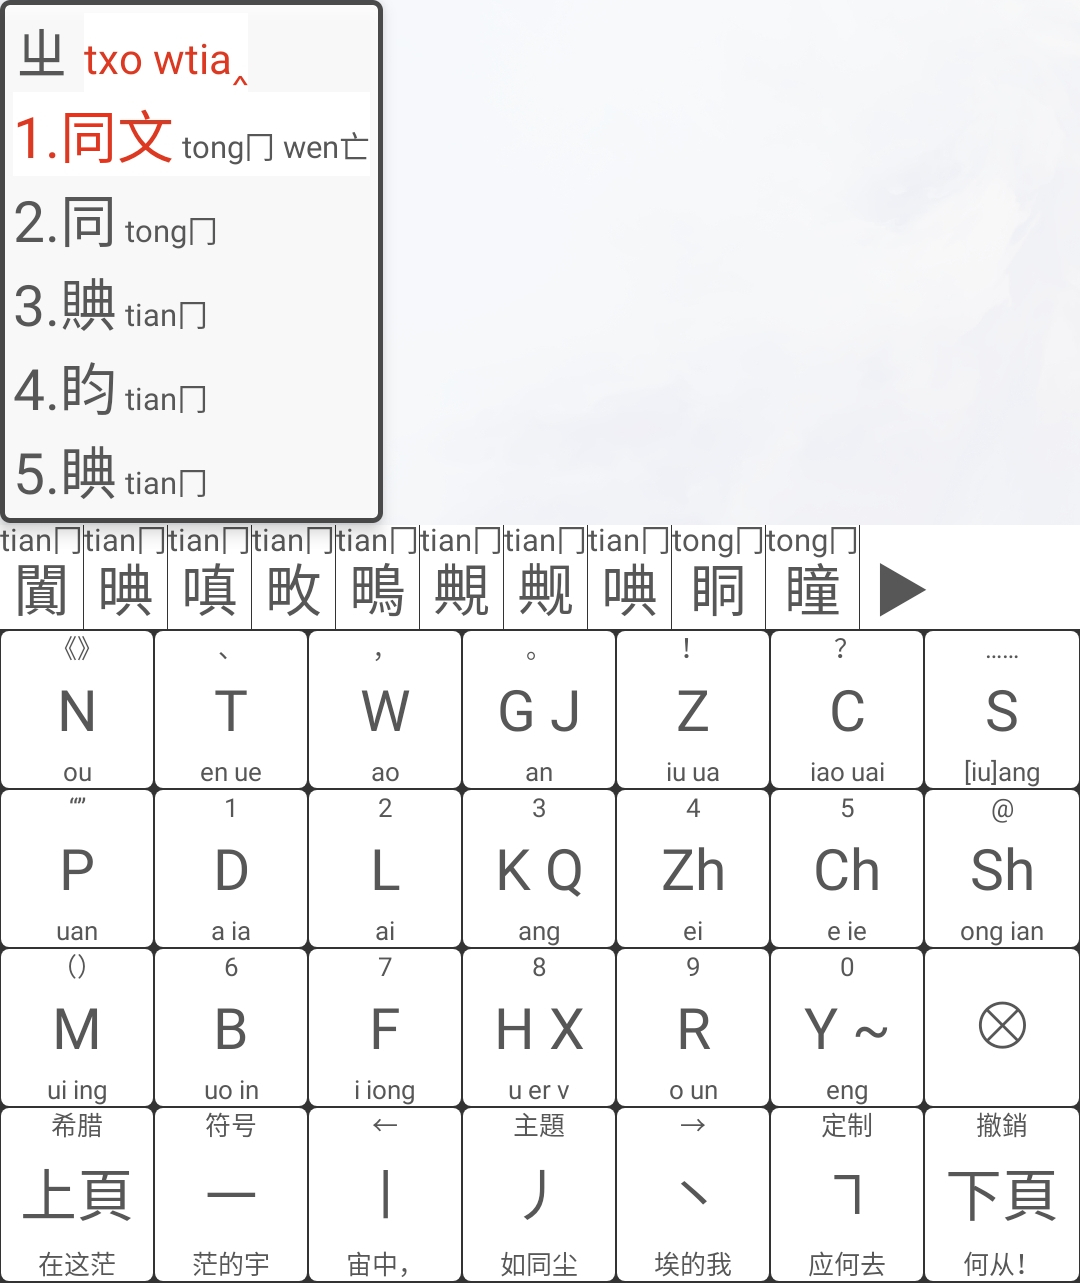 㞢 txo wtia‸
1.同文 tong冂 wen亡
2.同 tong冂
3.賟 tian冂
4.盷 tian冂
5.睓 tian冂
tian冂 tian冂 tian冂 tian冂 tian冂 tian冂 tian冂 tian冂 tong冂 tong冂
闐 晪 嗔 畋 鴫 覥 觍 唺 眮 瞳 ▶
《》 、 ， 。 ！ ？ ……
N T W G J Z C S
ou en ue ao an iu ua iao uai [iu]ang
“” 1 2 3 4 5 @
P D L K Q Zh Ch Sh
uan a ia ai ang ei e ie ong ian
（） 6 7 8 9 0
M B F H X R Y ~ ⊗
ui ing uo in i iong u er v o un eng
希腊 符号 ← 主題 → 定制 撤銷
上頁 一 丨 丿 丶 ㇕ 下頁
在这茫 茫的宇 宙中， 如同尘 埃的我 应何去 何从！